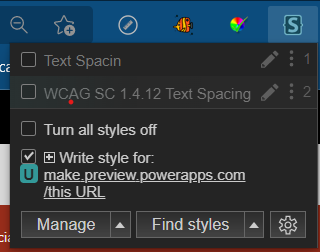 S
Text Spacin 1
WCAG SC 1.4.12 Text Spacing 2
Turn all styles off
Write style for:
U make.preview.powerapps.com
/this URL
cia
Manage Find styles